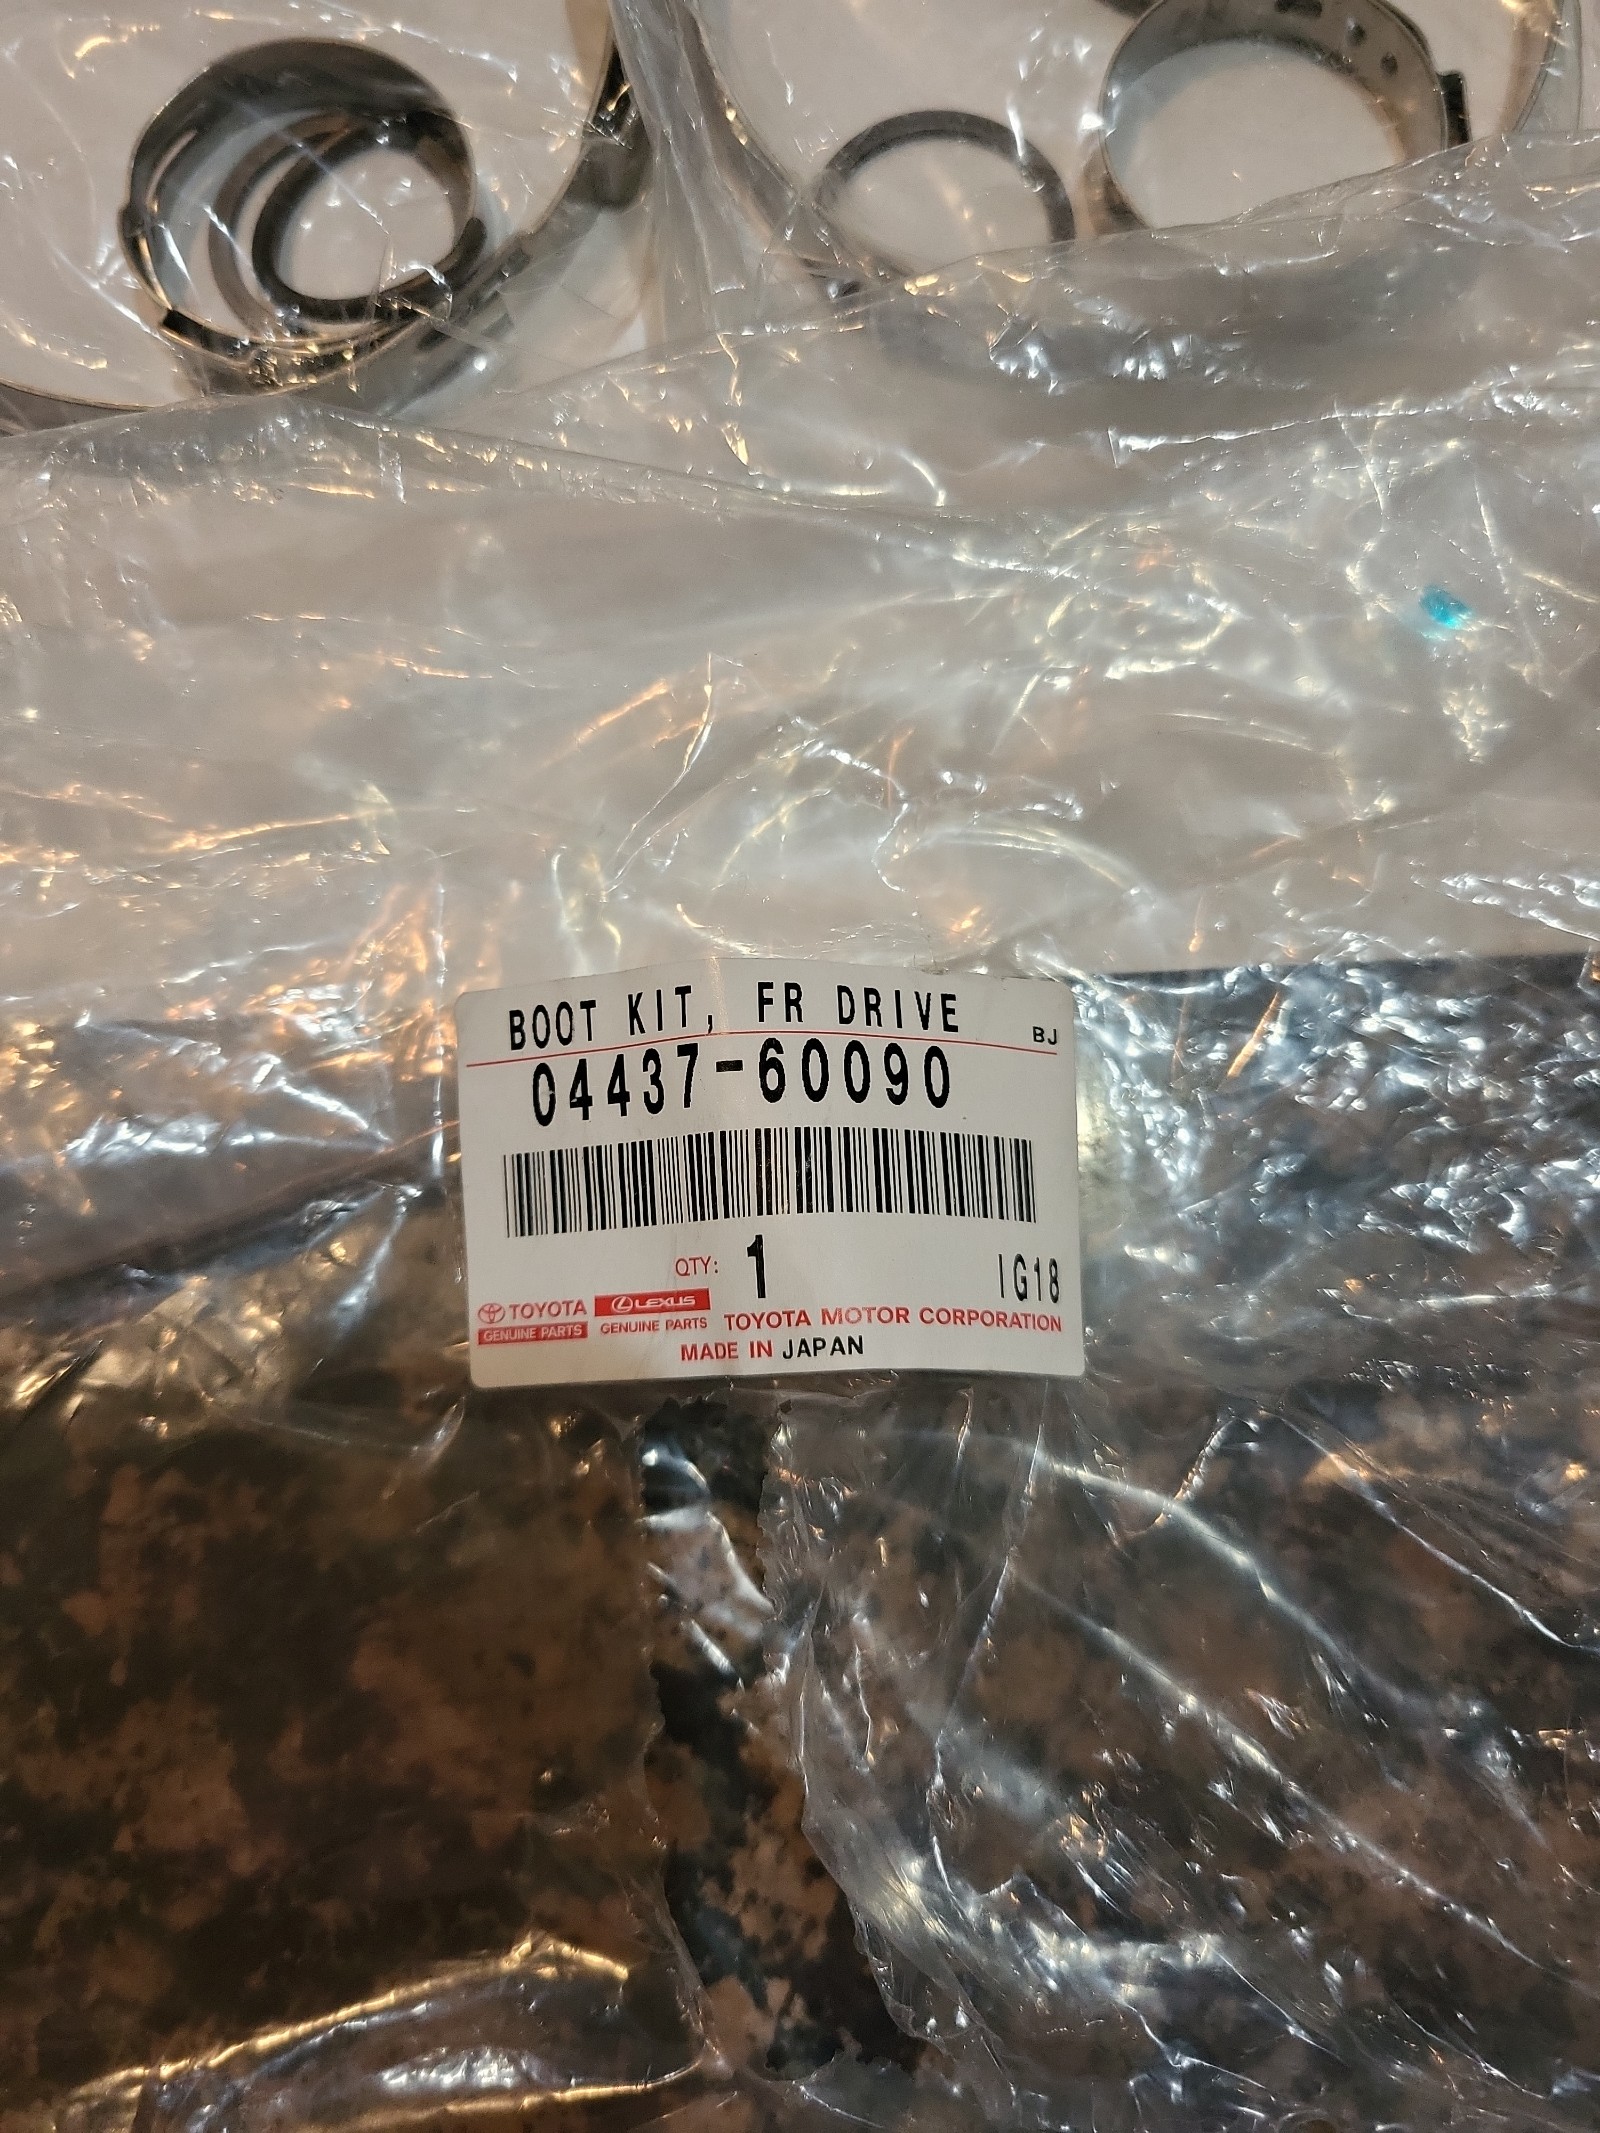 BOOT KIT, FR DRIVE
BJ
04437-60090
QTY: 1
IG18
TOYOTA
GENUINE PARTS
LEXUS
GENUINE PARTS
TOYOTA MOTOR CORPORATION
MADE IN JAPAN